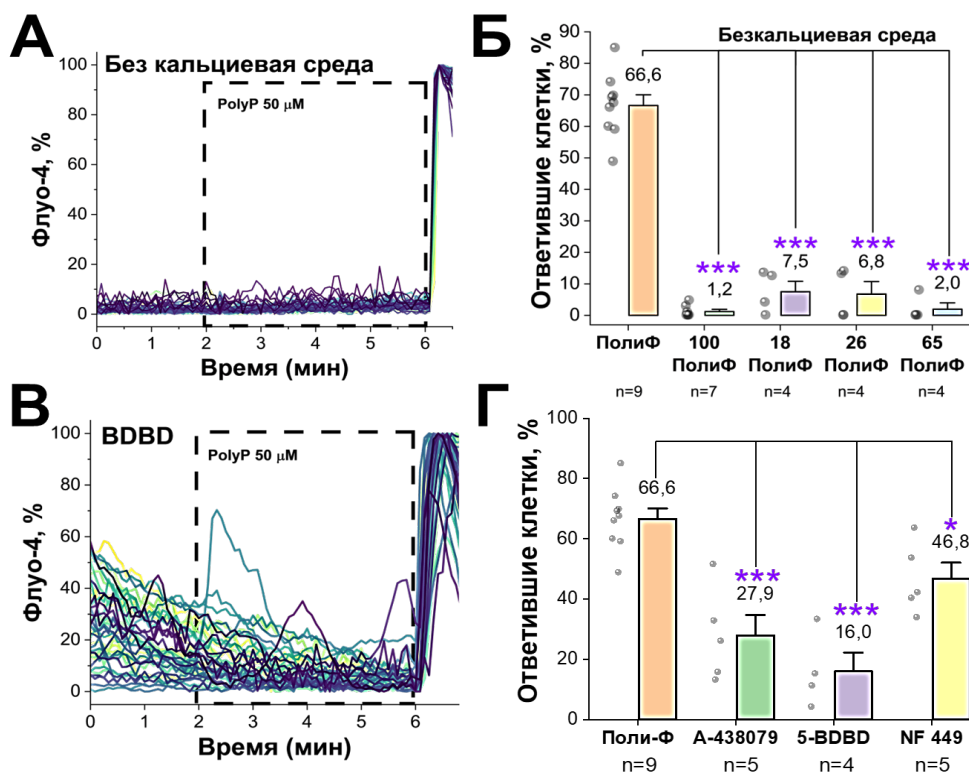 А
Без кальциевая среда
PolyP 50 μM
Флуо-4, %
100
80
60
40
20
0
0 1 2 3 4 5 6
Время (мин)
Б
Безкальциевая среда
Ответившие клетки, %
90
80
70
60
50
40
30
20
10
0
66,6
***
1,2
***
7,5
***
6,8
***
2,0
ПолиФ 100 18 26 65
ПолиФ ПолиФ ПолиФ ПолиФ
n=9 n=7 n=4 n=4 n=4
В
BDBD
PolyP 50 μM
Флуо-4, %
100
80
60
40
20
0
0 1 2 3 4 5 6
Время (мин)
Г
Ответившие клетки, %
100
80
60
40
20
0
66,6
***
27,9
***
16,0
*
46,8
Поли-Ф А-438079 5-BDBD NF 449
n=9 n=5 n=4 n=5